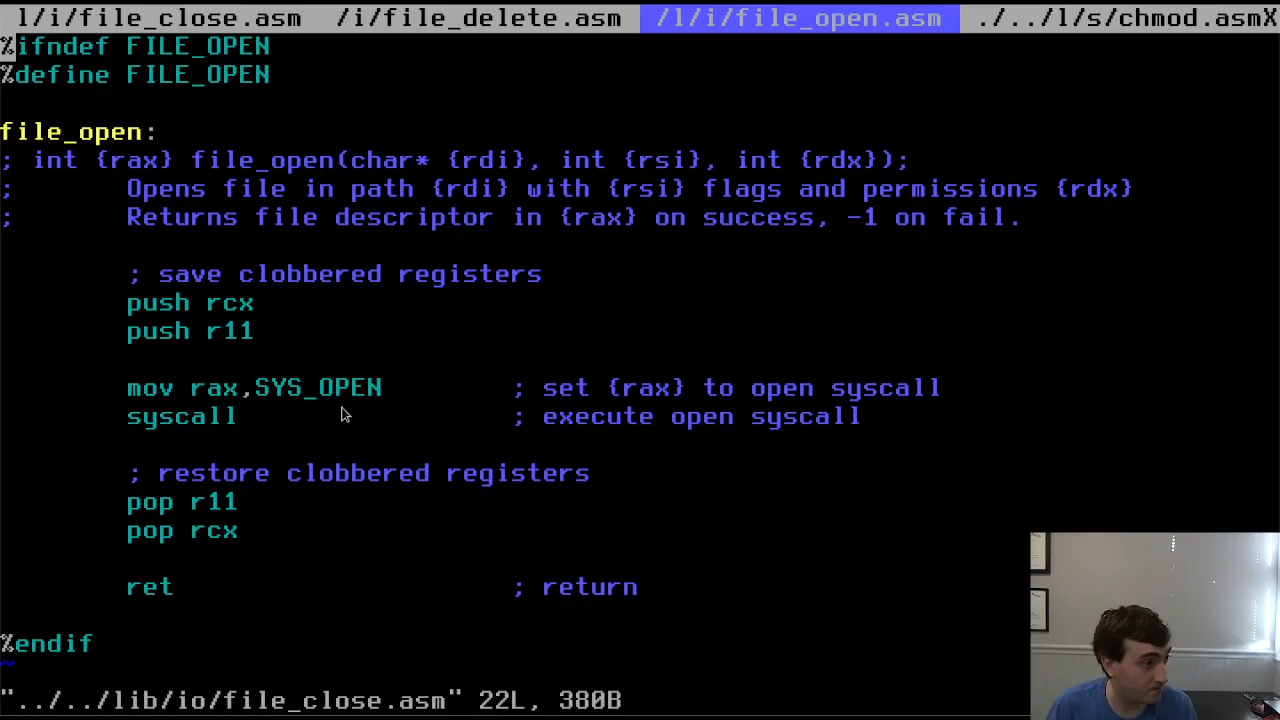 l/i/file_close.asm /i/file_delete.asm /l/i/file_open.asm ./../l/s/chmod.asmX
%ifndef FILE_OPEN
%define FILE_OPEN
file_open:
; int {rax} file_open(char* {rdi}, int {rsi}, int {rdx});
; Opens file in path {rdi} with {rsi} flags and permissions {rdx}
; Returns file descriptor in {rax} on success, -1 on fail.
; save clobbered registers
push rcx
push r11
mov rax,SYS_OPEN ; set {rax} to open syscall
syscall ; execute open syscall
; restore clobbered registers
pop r11
pop rcx
ret ; return
%endif
~
"../../lib/io/file_close.asm" 22L, 380B